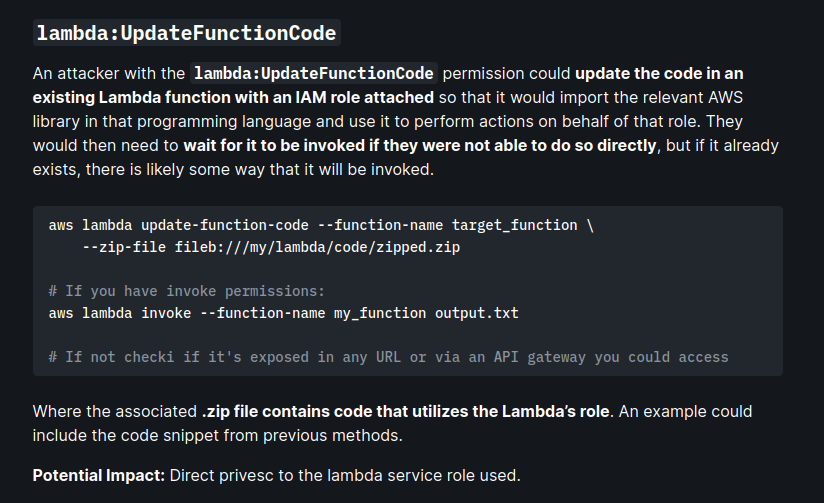 lambda:UpdateFunctionCode
An attacker with the lambda:UpdateFunctionCode permission could update the code in an
existing Lambda function with an IAM role attached so that it would import the relevant AWS
library in that programming language and use it to perform actions on behalf of that role. They
would then need to wait for it to be invoked if they were not able to do so directly, but if it already
exists, there is likely some way that it will be invoked.
aws lambda update-function-code --function-name target_function \
    --zip-file fileb:///my/lambda/code/zipped.zip
# If you have invoke permissions:
aws lambda invoke --function-name my_function output.txt
# If not checki if it's exposed in any URL or via an API gateway you could access
Where the associated .zip file contains code that utilizes the Lambda’s role. An example could
include the code snippet from previous methods.
Potential Impact: Direct privesc to the lambda service role used.